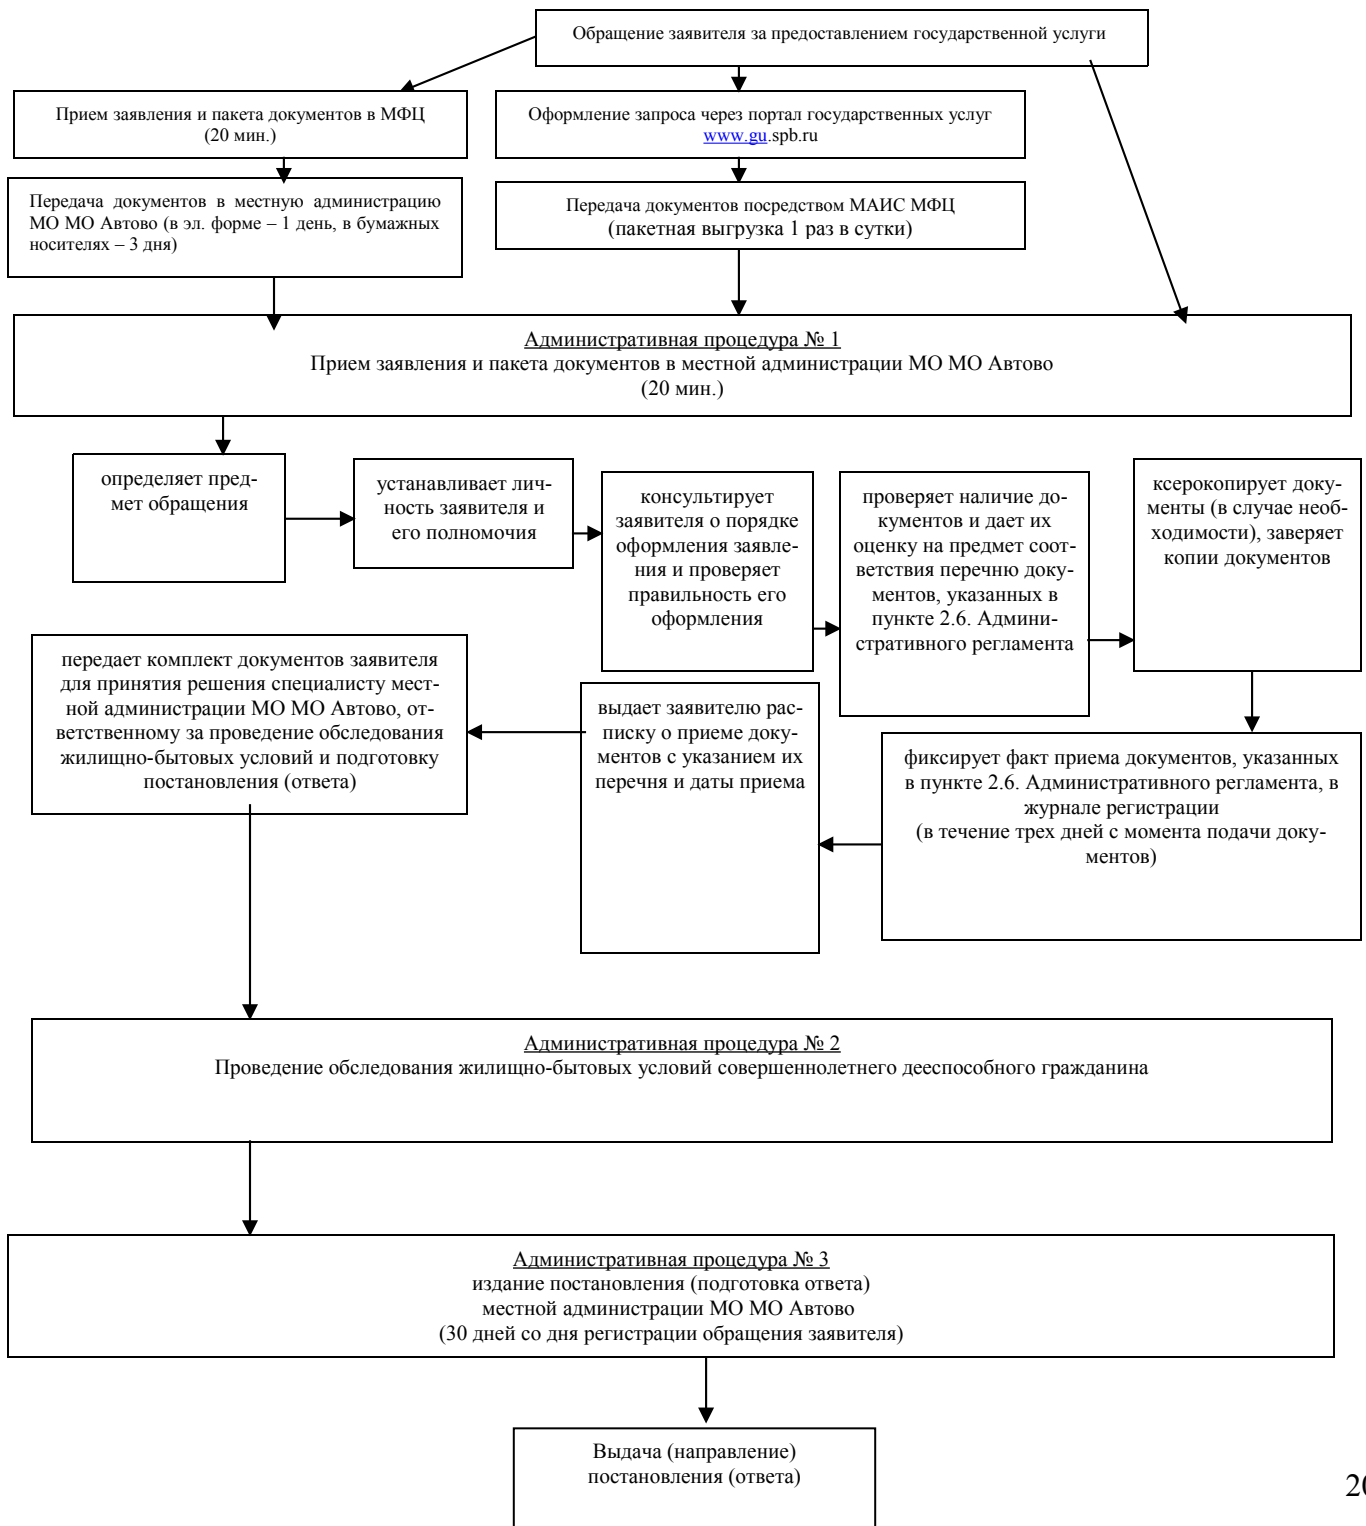 Обращение заявителя за предоставлением государственной услуги
Прием заявления и пакета документов в МФЦ
(20 мин.)
Оформление запроса через портал государственных услуг
www.gu.spb.ru
Передача документов в местную администрацию
МО МО Автово (в эл. форме – 1 день, в бумажных
носителях – 3 дня)
Передача документов посредством МАИС МФЦ
(пакетная выгрузка 1 раз в сутки)
Административная процедура № 1
Прием заявления и пакета документов в местной администрации МО МО Автово
(20 мин.)
определяет пред-
мет обращения
устанавливает лич-
ность заявителя и
его полномочия
консультирует
заявителя о порядке
оформления заявле-
ния и проверяет
правильность его
оформления
проверяет наличие до-
кументов и дает их
оценку на предмет соот-
ветствия перечню доку-
ментов, указанных в
пункте 2.6. Админи-
стративного регламента
ксерокопирует доку-
менты (в случае необ-
ходимости), заверяет
копии документов
передает комплект документов заявителя
для принятия решения специалисту мест-
ной администрации МО МО Автово, от-
ветственному за проведение обследования
жилищно-бытовых условий и подготовку
постановления (ответа)
выдает заявителю рас-
писку о приеме доку-
ментов с указанием их
перечня и даты приема
фиксирует факт приема документов, указанных
в пункте 2.6. Административного регламента, в
журнале регистрации
(в течение трех дней с момента подачи доку-
ментов)
Административная процедура № 2
Проведение обследования жилищно-бытовых условий совершеннолетнего дееспособного гражданина
Административная процедура № 3
издание постановления (подготовка ответа)
местной администрации МО МО Автово
(30 дней со дня регистрации обращения заявителя)
Выдача (направление)
постановления (ответа)
20